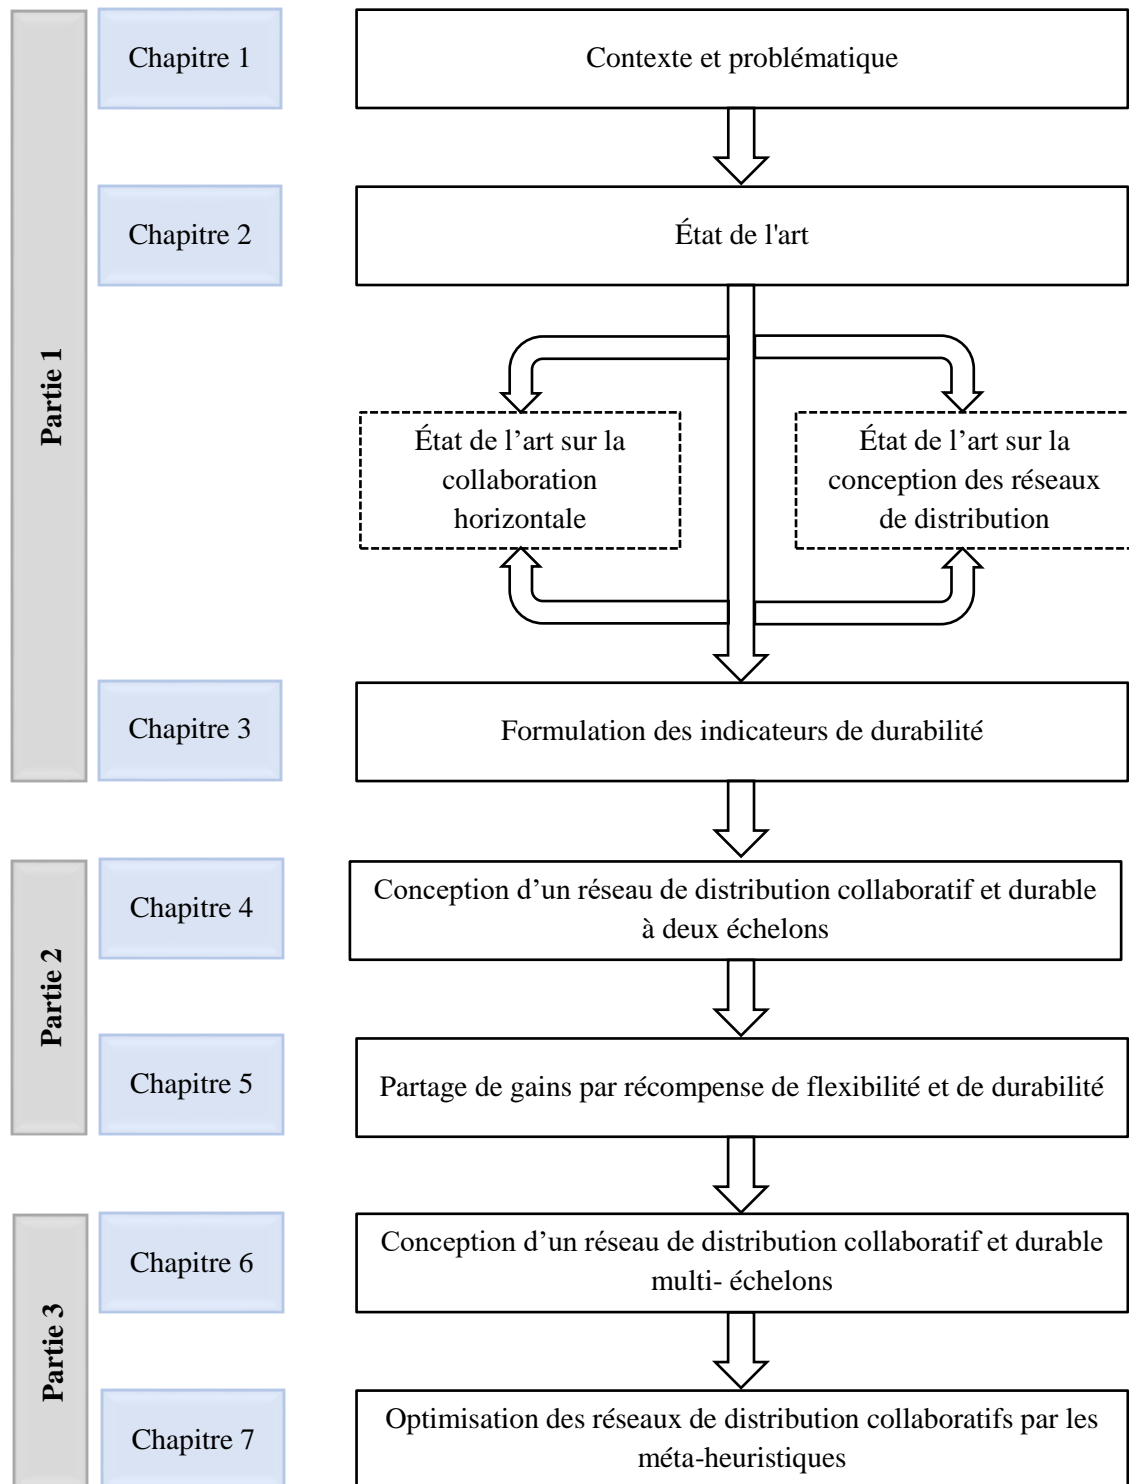 Partie 1
Chapitre 1
Contexte et problématique
Chapitre 2
État de l'art
État de l’art sur la
collaboration
horizontale
État de l’art sur la
conception des réseaux
de distribution
Chapitre 3
Formulation des indicateurs de durabilité
Partie 2
Chapitre 4
Conception d’un réseau de distribution collaboratif et durable
à deux échelons
Chapitre 5
Partage de gains par récompense de flexibilité et de durabilité
Partie 3
Chapitre 6
Conception d’un réseau de distribution collaboratif et durable
multi- échelons
Chapitre 7
Optimisation des réseaux de distribution collaboratifs par les
méta-heuristiques